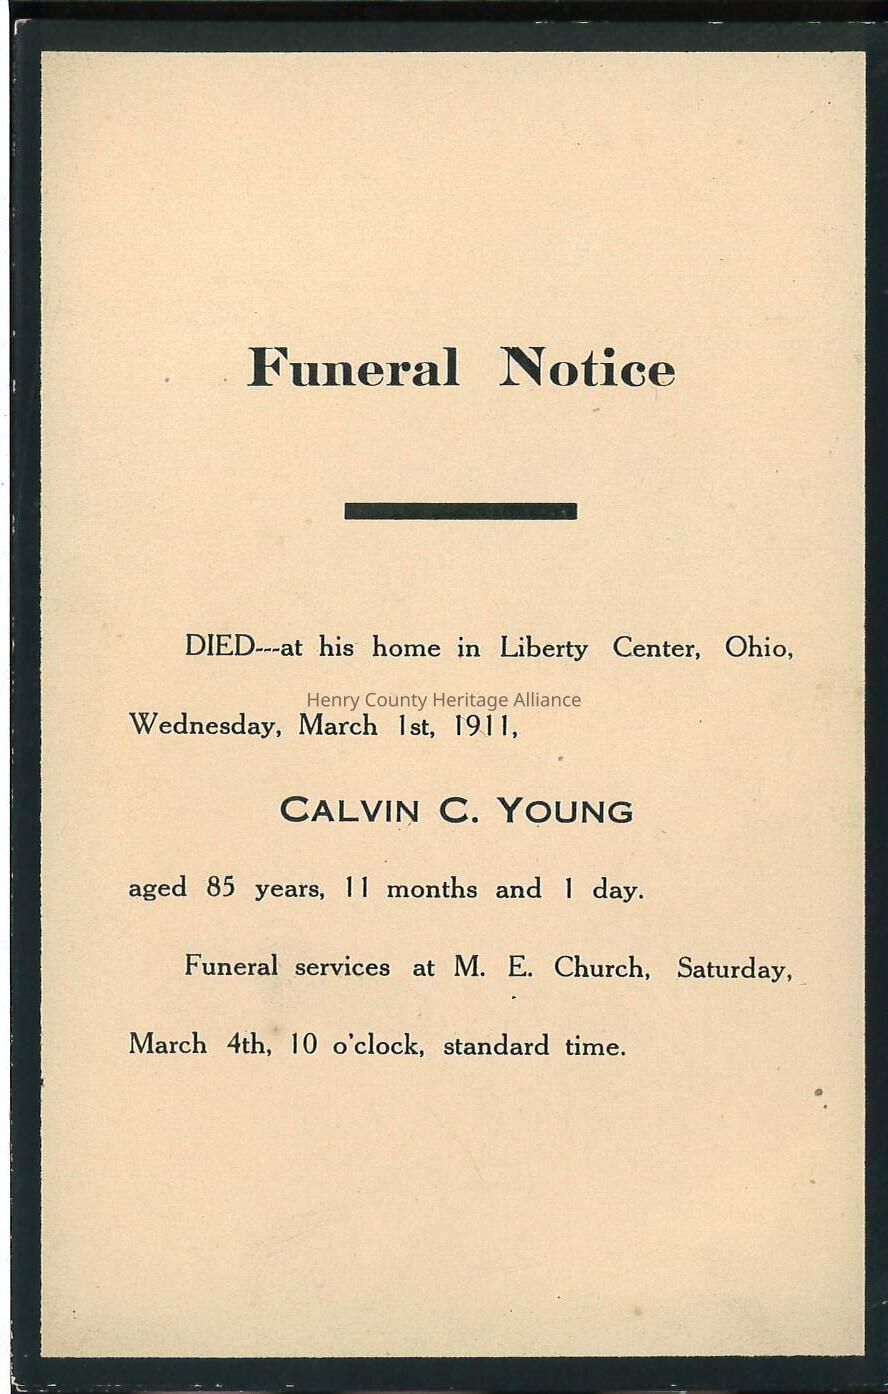 Funeral Notice
DIED---at his home in Liberty Center, Ohio,
Henry County Heritage Alliance
Wednesday, March 1st, 1911,
CALVIN C. YOUNG
aged 85 years, 11 months and 1 day.
Funeral services at M. E. Church, Saturday,
March 4th, 10 o'clock, standard time.